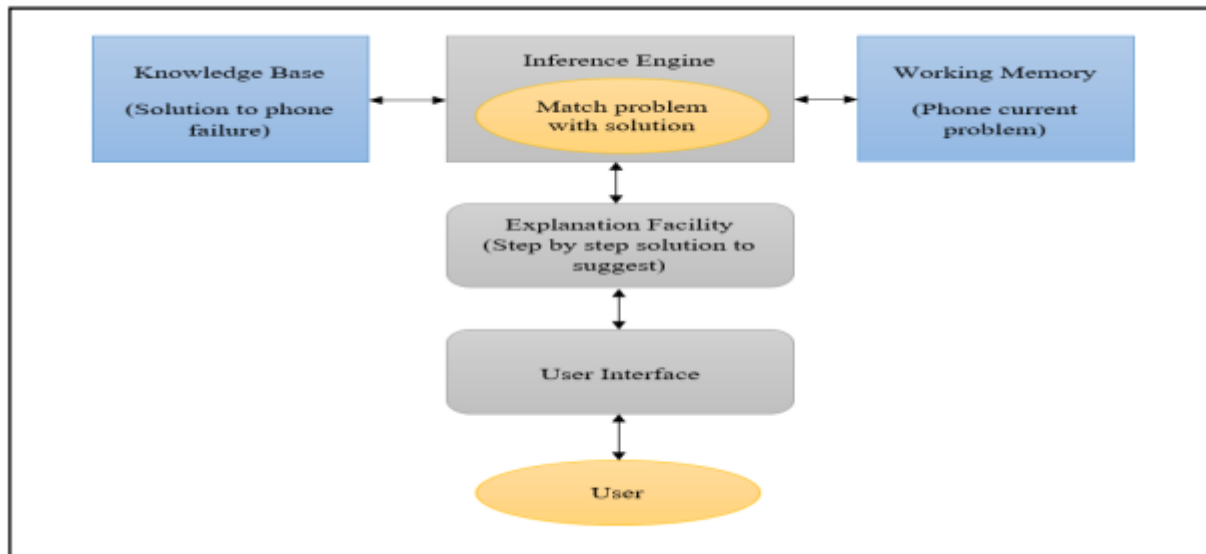 Knowledge Base
(Solution to phone
failure)
Inference Engine
Match problem
with solution
Working Memory
(Phone current
problem)
Explanation Facility
(Step by step solution to
suggest)
User Interface
User